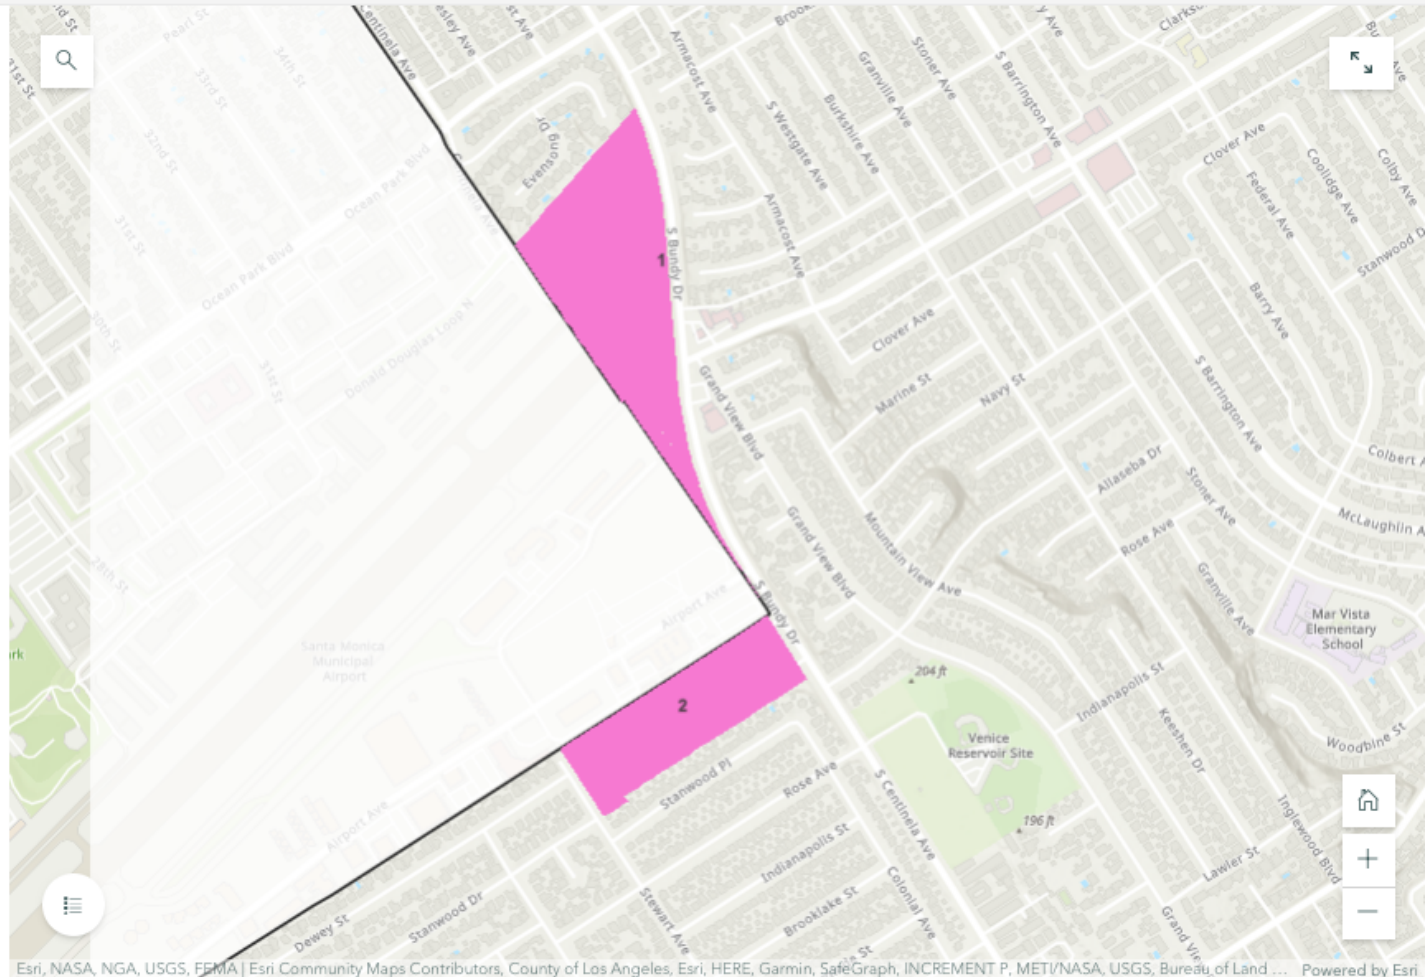 Pearl St
34th St
33rd St
32nd St
31st St
31st St
Centinela Ave
Armacost Ave
Granville Ave
Stoner Ave
S Barrington Ave
S Westgate Ave
Burkshire Ave
Evensong Dr
Clover Ave
Coolidge Ave
Colby Ave
Federal Ave
Ocean Park Blvd
Ocean Park Blvd
Armacost Ave
S Bundy Dr
1
Barry Ave
30th St
31st St
Donald Douglas Loop N
Clover Ave
Marine St
Navy St
Grand View Blvd
S Barrington Ave
Allaseba Dr
Stoner Ave
McLaughlin A
Colbert A
28th St
Grand View Blvd
Mountain View Ave
Rose Ave
Granville Ave
Airport Ave
S Bundy Dr
Mar Vista
Elementary
School
Santa Monica
Municipal
Airport
204 ft
2
Venice
Reservoir Site
Indianapolis St
Keeshen Dr
Woodbine St
Stanwood Pl
Rose Ave
S Centinela Ave
196 ft
Inglewood Blvd
Airport Ave
Indianapolis St
Lawler St
Dewey St
Stanwood Dr
Stewart Ave
Brooklake St
Colonial Ave
Esri, NASA, NGA, USGS, FEMA | Esri Community Maps Contributors, County of Los Angeles, Esri, HERE, Garmin, SafeGraph, INCREMENT P, METI/NASA, USGS, Bureau of Land ... Powered by Esri